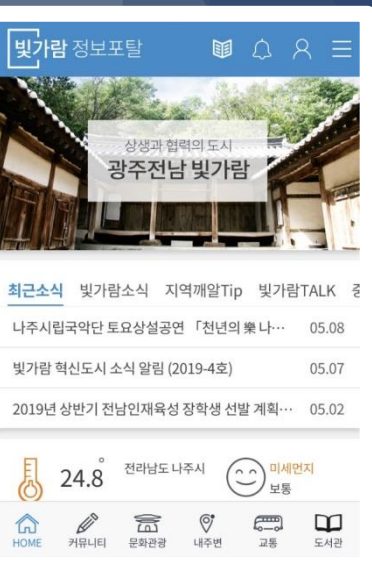 빛가람 정보포탈
상생과 협력의 도시
광주전남 빛가람
최근소식 빛가람소식 지역깨알Tip 빛가람TALK
나주시립국악단 토요상설공연 「천년의 樂 나… 05.08
빛가람 혁신도시 소식 알림 (2019-4호) 05.07
2019년 상반기 전남인재육성 장학생 선발 계획… 05.02
24.8° 전라남도 나주시 미세먼지
보통
HOME 커뮤니티 문화관광 내주변 교통 도서관